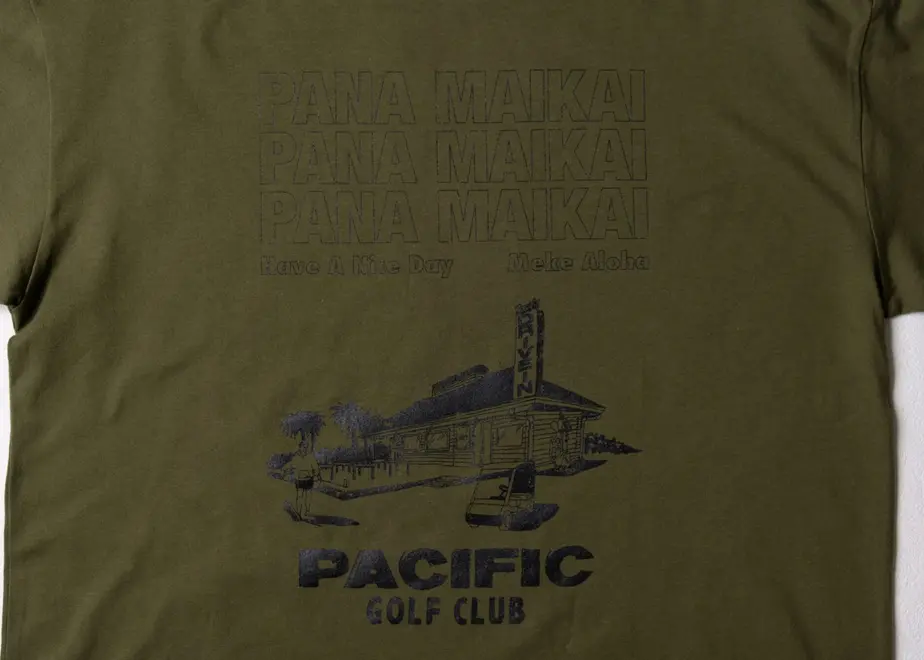 PANA MAIKAI
PANA MAIKAI
PANA MAIKAI
Have A Nice Day Meke Aloha
DRIVE IN
PACIFIC
GOLF CLUB